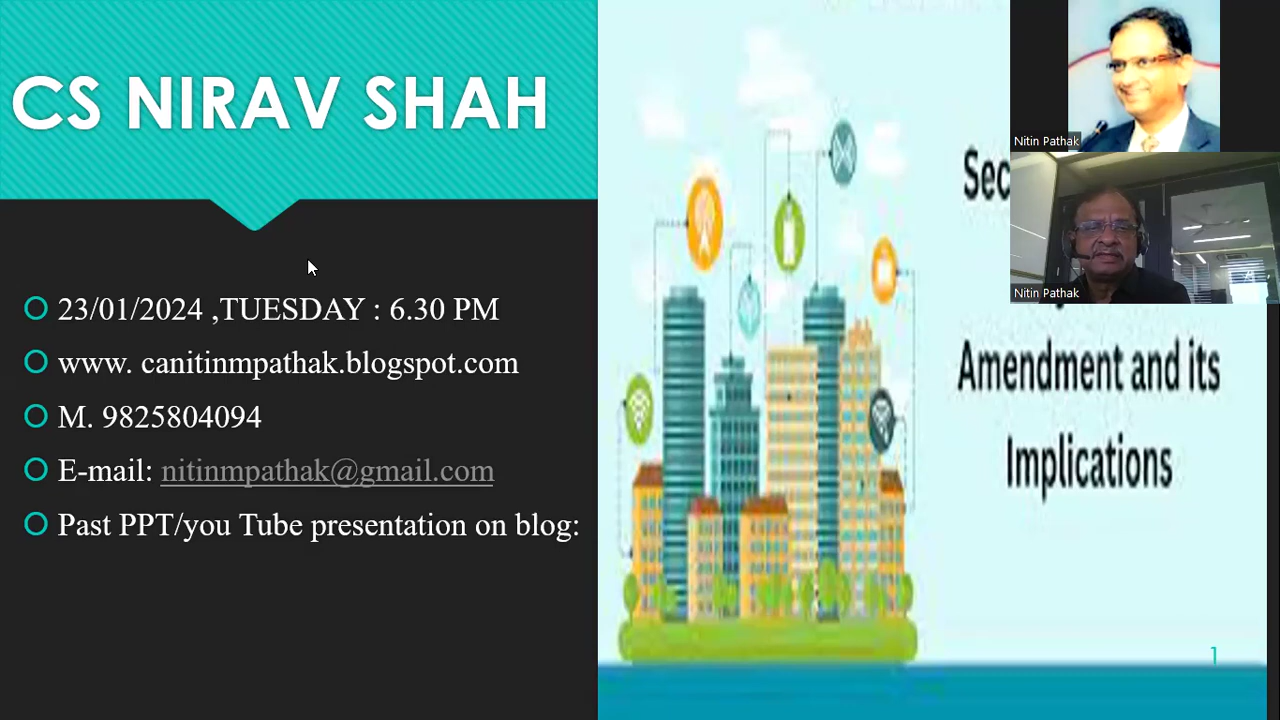 CS NIRAV SHAH
23/01/2024 ,TUESDAY : 6.30 PM
www. canitinmpathak.blogspot.com
M. 9825804094
E-mail: nitinmpathak@gmail.com
Past PPT/you Tube presentation on blog:
Amendment and its
Implications
1
Nitin Pathak
Nitin Pathak